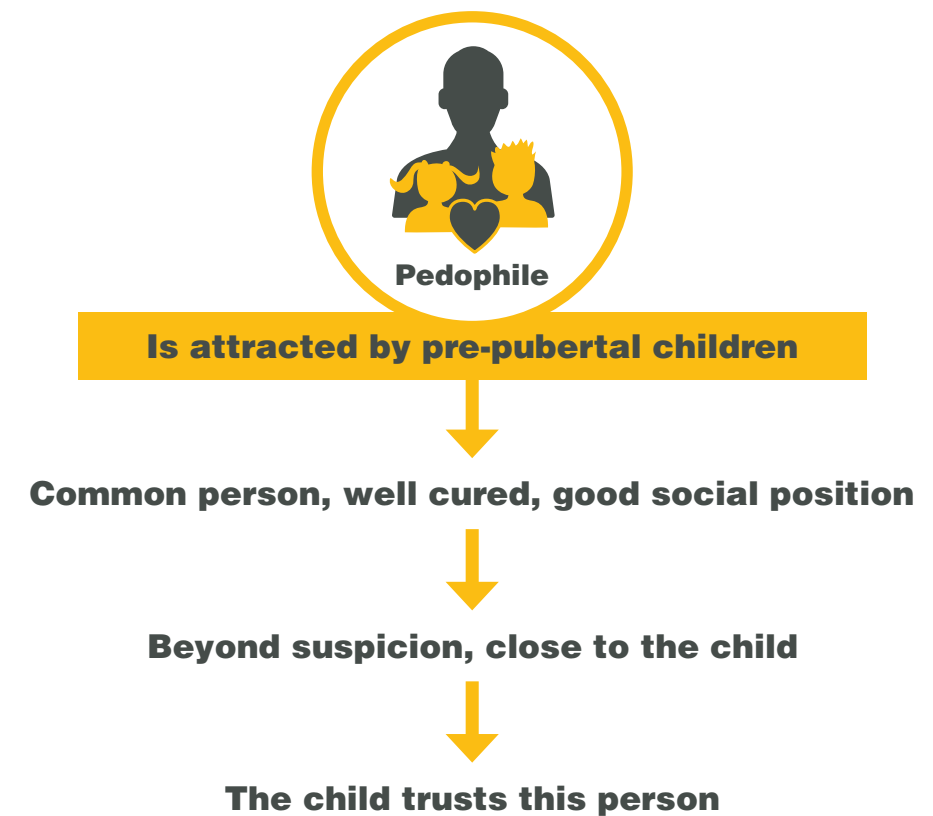 Pedophile
Is attracted by pre-pubertal children
Common person, well cured, good social position
Beyond suspicion, close to the child
The child trusts this person